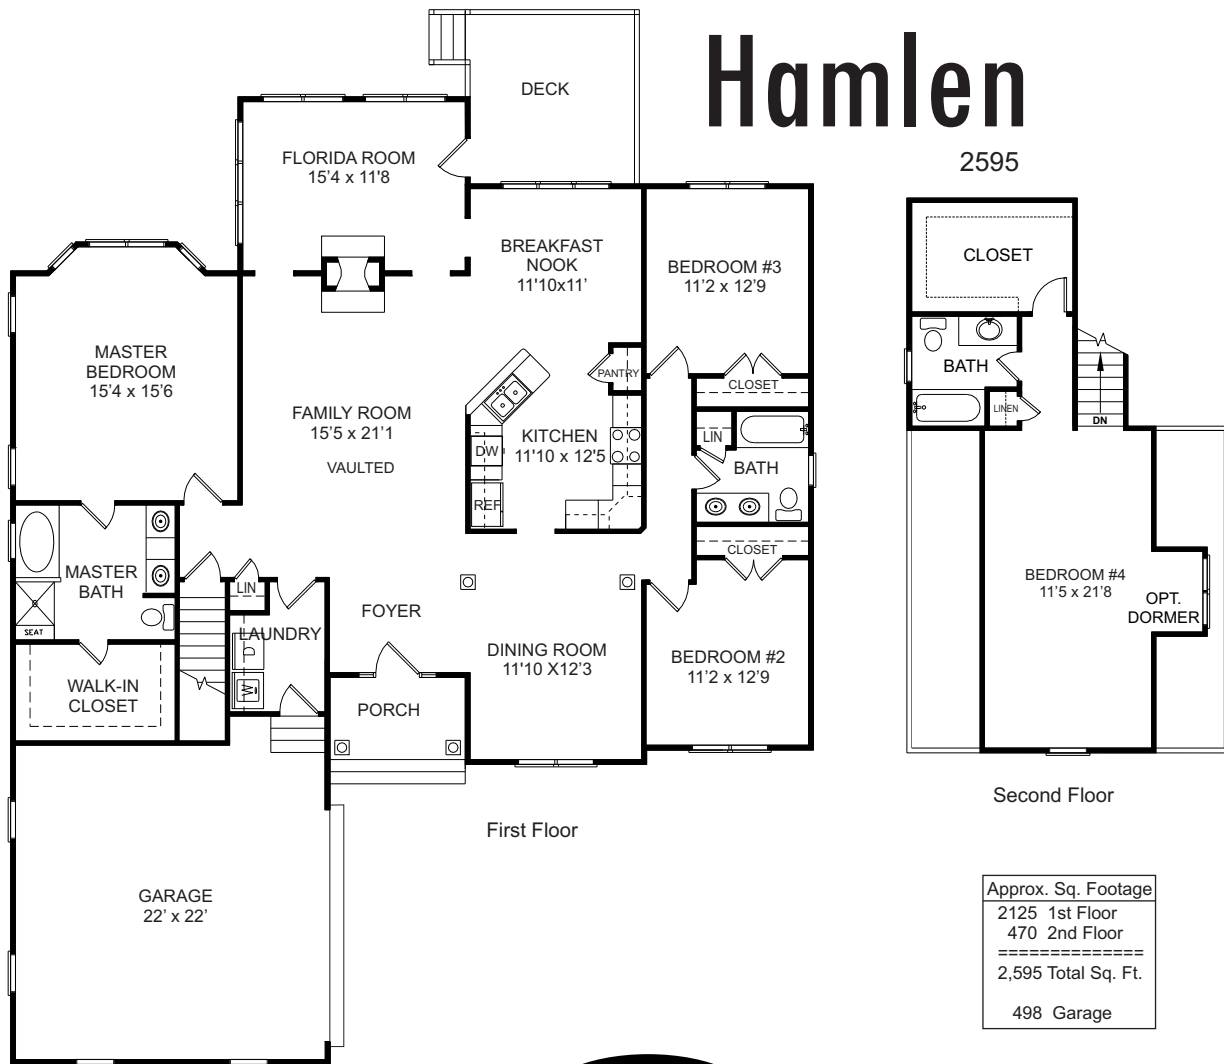 Hamlen
2595
DECK
FLORIDA ROOM
15'4 x 11'8
BREAKFAST
NOOK
11'10x11'
BEDROOM #3
11'2 x 12'9
MASTER
BEDROOM
15'4 x 15'6
PANTRY
CLOSET
FAMILY ROOM
15'5 x 21'1
VAULTED
KITCHEN
11'10 x 12'5
DW
REF
LIN
BATH
CLOSET
MASTER
BATH
SEAT
LIN
LAUNDRY
D
W
FOYER
DINING ROOM
11'10 X12'3
BEDROOM #2
11'2 x 12'9
WALK-IN
CLOSET
PORCH
GARAGE
22' x 22'
First Floor
CLOSET
BATH
LINEN
DN
BEDROOM #4
11'5 x 21'8
OPT.
DORMER
Second Floor
Approx. Sq. Footage
2125 1st Floor
470 2nd Floor
==============
2,595 Total Sq. Ft.
498 Garage